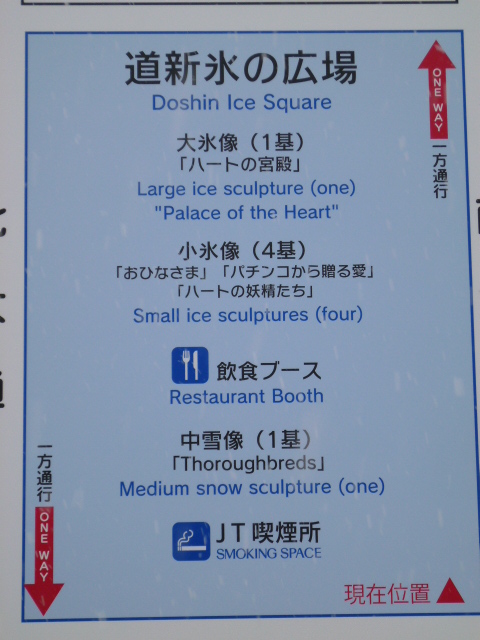 道新氷の広場
Doshin Ice Square
ONE WAY
一方通行
大氷像（1基）
「ハートの宮殿」
Large ice sculpture (one)
"Palace of the Heart"
小氷像（4基）
「おひなさま」「パチンコから贈る愛」
「ハートの妖精たち」
Small ice sculptures (four)
飲食ブース
Restaurant Booth
中雪像（1基）
「Thoroughbreds」
Medium snow sculpture (one)
一方通行
ONE WAY
JT喫煙所
SMOKING SPACE
現在位置